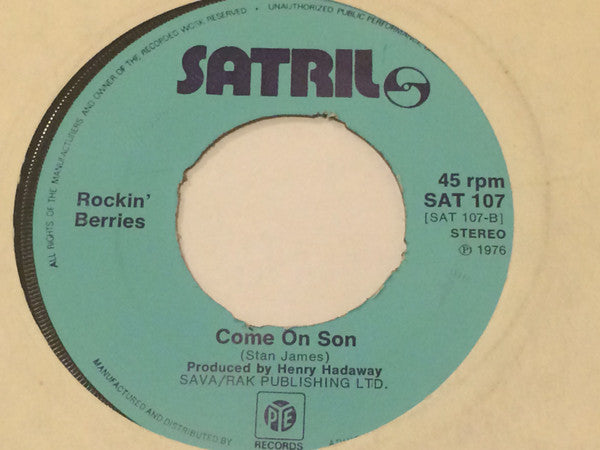 ALL RIGHTS OF THE MANUFACTURERS AND OWNER OF THE RECORDED WORK RESERVED • UNAUTHORIZED PUBLIC PERFORMANCE,
SATRIL
Rockin'
Berries
45 rpm
SAT 107
[SAT 107-B]
STEREO
℗ 1976
Come On Son
(Stan James)
Produced by Henry Hadaway
SAVA/RAK PUBLISHING LTD.
MANUFACTURED AND DISTRIBUTED BY
PYE
RECORDS